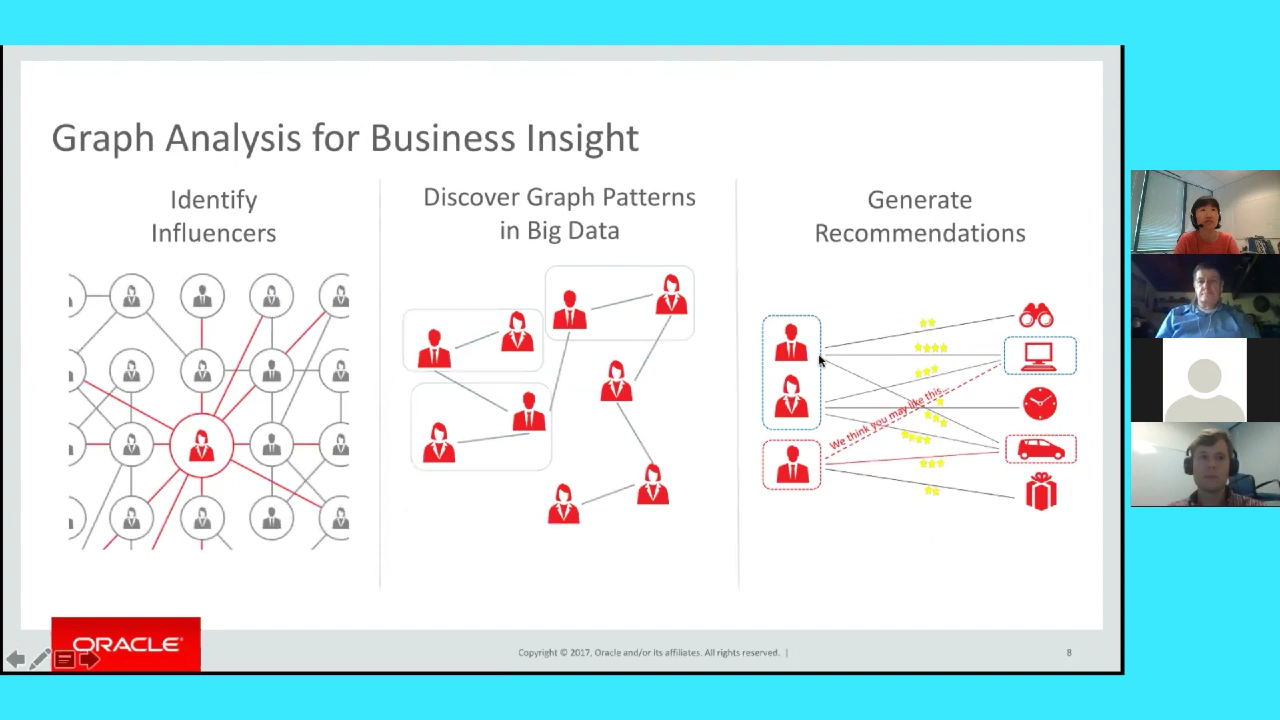 Graph Analysis for Business Insight
Identify
Influencers
Discover Graph Patterns
in Big Data
Generate
Recommendations
We think you may like this...
ORACLE®
Copyright © 2017, Oracle and/or its affiliates. All rights reserved. |
8